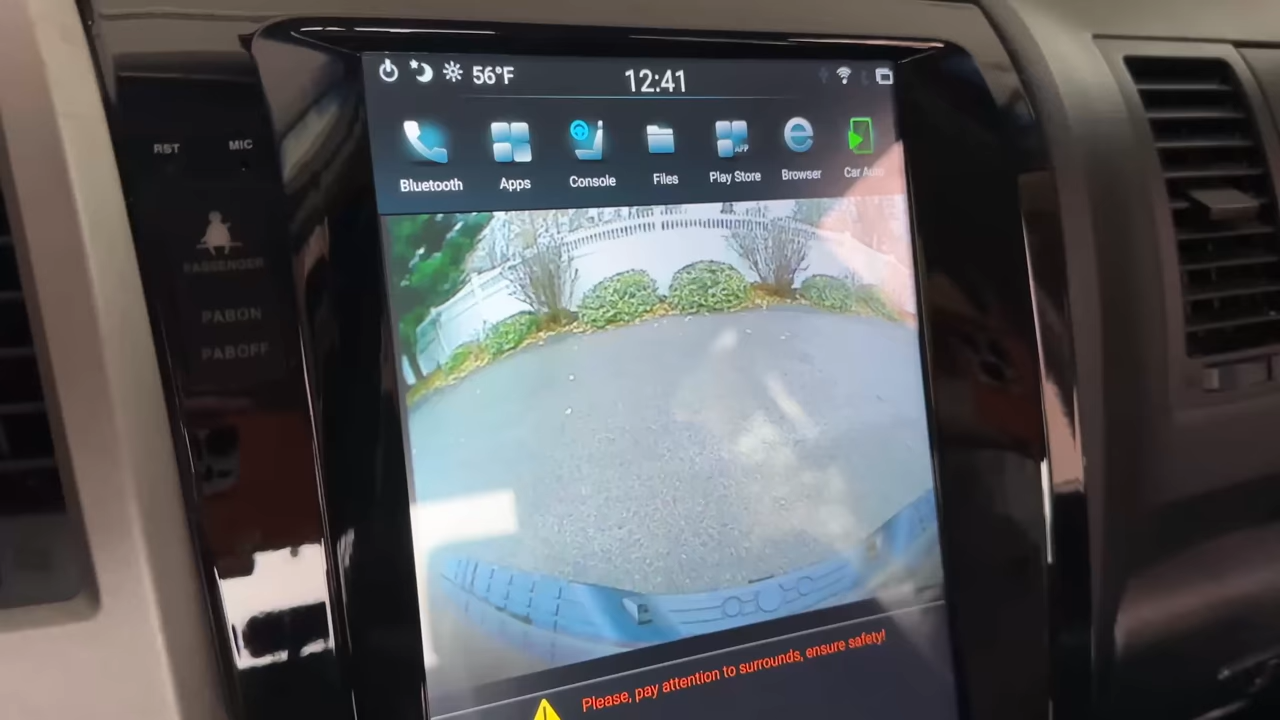 56°F
12:41
RST MIC
Bluetooth Apps Console Files Play Store Browser Car Auto
APP
PASSENGER
PABON
PABOFF
Please, pay attention to surrounds, ensure safety!